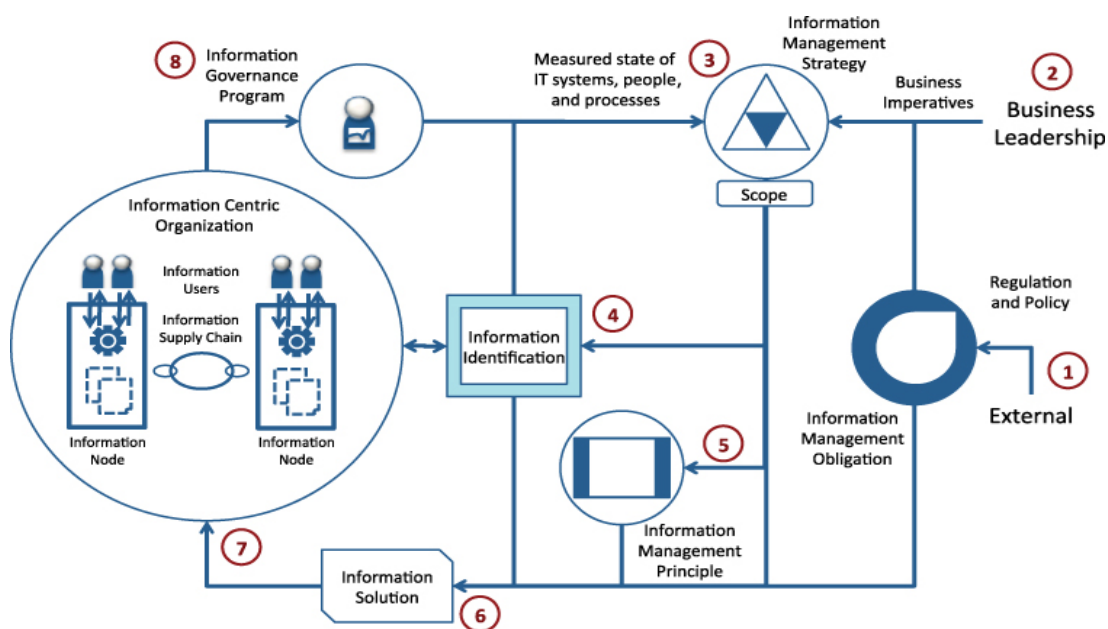 8
Information
Governance
Program
Measured state of
IT systems, people,
and processes
3
Information
Management
Strategy
Business
Imperatives
2
Business
Leadership
Scope
Information Centric
Organization
Information
Users
Information
Supply Chain
Information
Node
Information
Node
Information
Identification
4
Regulation
and Policy
1
External
Information
Management
Obligation
5
Information
Management
Principle
7
Information
Solution
6